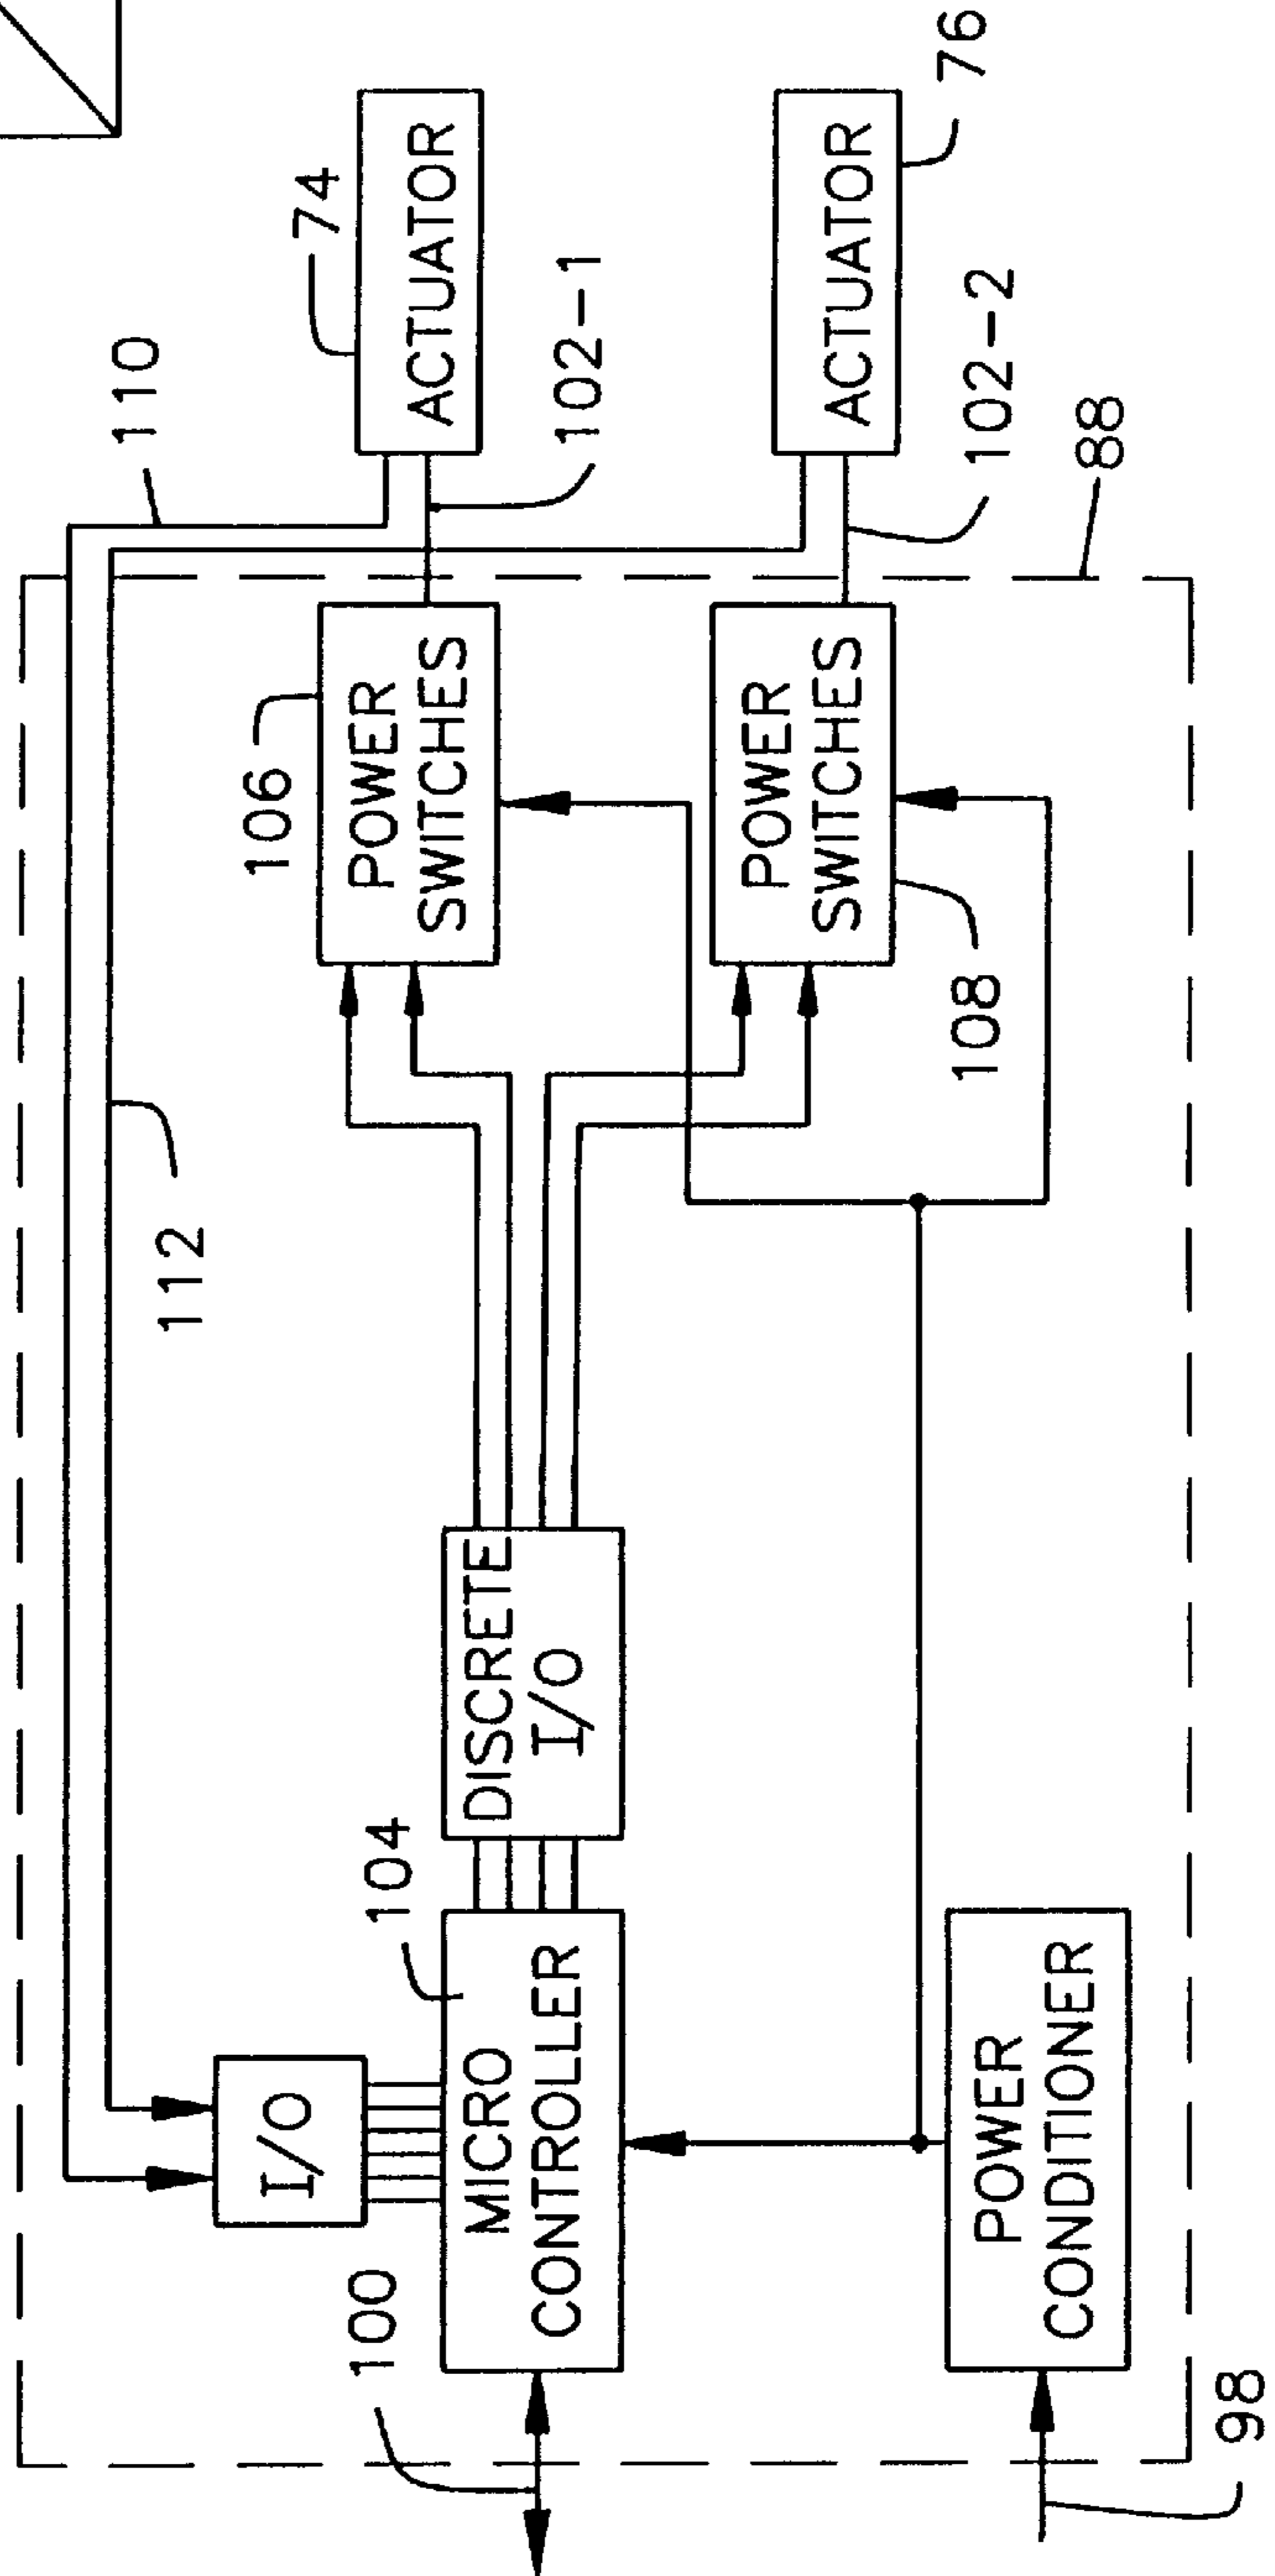 110
74
ACTUATOR
102-1
76
ACTUATOR
102-2
88
106
POWER
SWITCHES
POWER
SWITCHES
108
112
DISCRETE
I/O
104
I/O
MICRO
CONTROLLER
100
POWER
CONDITIONER
98